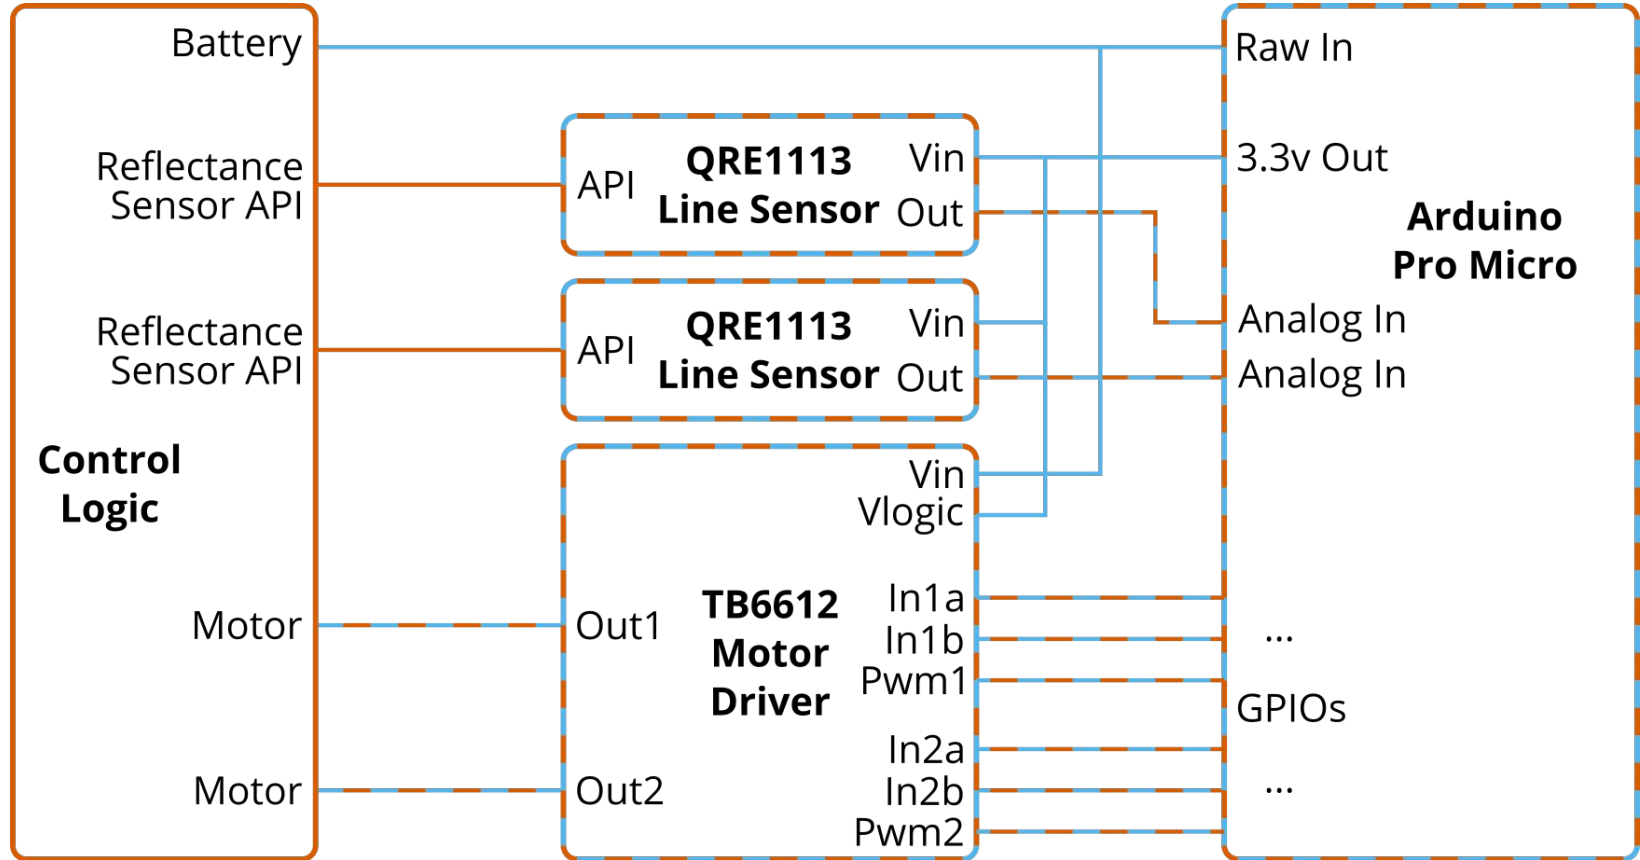 Battery
Reflectance
Sensor API
Reflectance
Sensor API
Control
Logic
Motor
Motor
API
QRE1113
Line Sensor
Vin
Out
API
QRE1113
Line Sensor
Vin
Out
Vin
Vlogic
Out1
Out2
TB6612
Motor
Driver
In1a
In1b
Pwm1
In2a
In2b
Pwm2
Raw In
3.3v Out
Arduino
Pro Micro
Analog In
Analog In
...
GPIOs
...